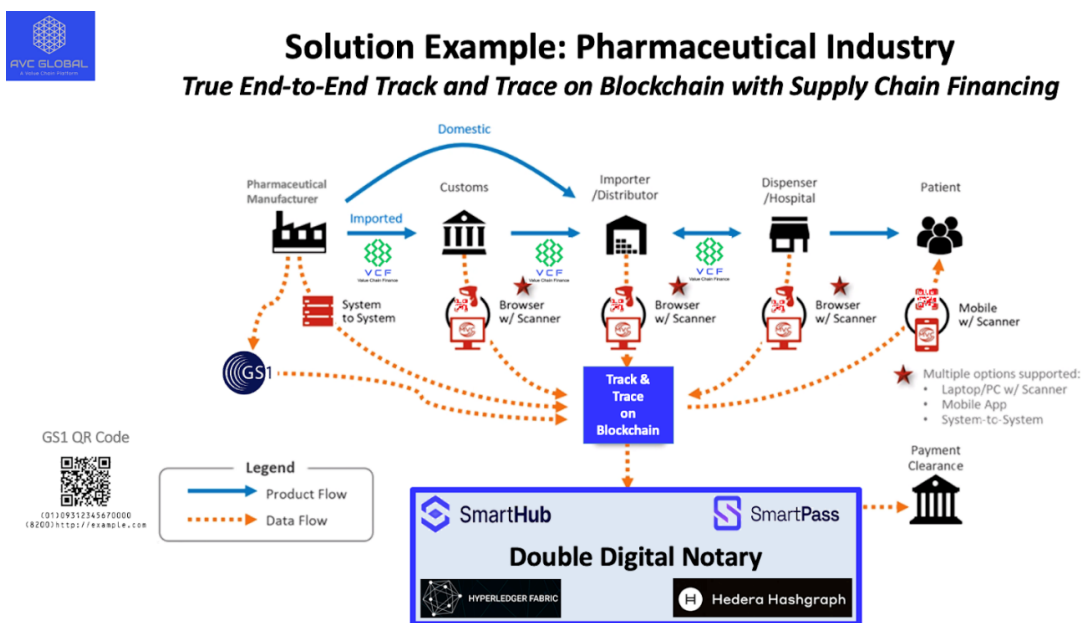 AVC GLOBAL
A Value Chain Platform
Solution Example: Pharmaceutical Industry
True End-to-End Track and Trace on Blockchain with Supply Chain Financing
Domestic
Pharmaceutical
Manufacturer
Customs
Importer
/Distributor
Dispenser
/Hospital
Patient
Imported
VCF
Value Chain Finance
VCF
Value Chain Finance
VCF
Value Chain Finance
System
to System
Browser
w/ Scanner
Browser
w/ Scanner
Browser
w/ Scanner
Mobile
w/ Scanner
GS1
Track &
Trace
on
Blockchain
Multiple options supported:
• Laptop/PC w/ Scanner
• Mobile App
• System-to-System
GS1 QR Code
(01)09312345670000
(8200)http://example.com
Legend
Product Flow
Data Flow
Payment
Clearance
SmartHub
SmartPass
Double Digital Notary
HYPERLEDGER FABRIC
H
Hedera Hashgraph